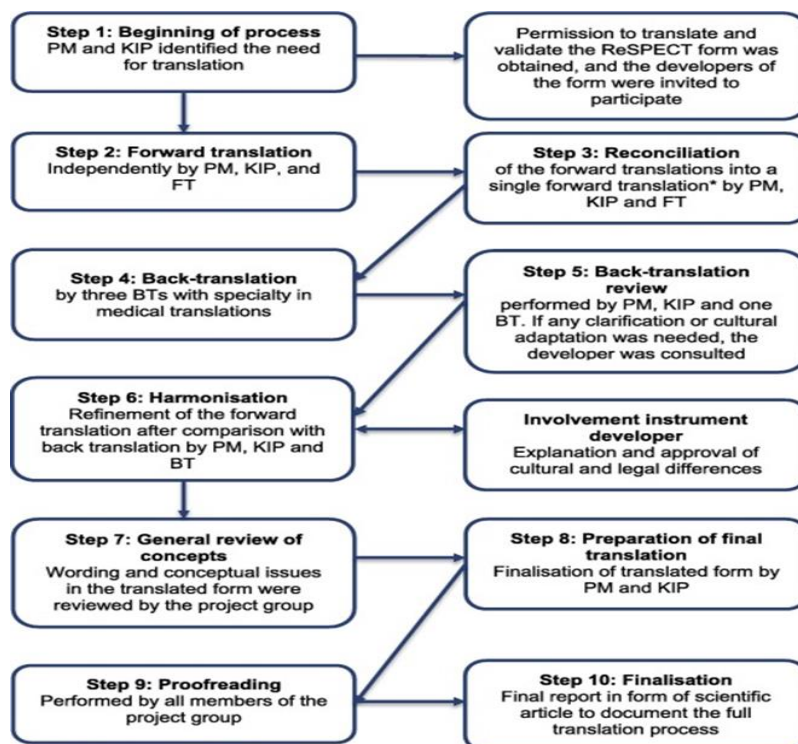 Step 1: Beginning of process
PM and KIP identified the need
for translation
Permission to translate and
validate the ReSPECT form was
obtained, and the developers of
the form were invited to
participate
Step 2: Forward translation
Independently by PM, KIP, and
FT
Step 3: Reconciliation
of the forward translations into a
single forward translation* by PM,
KIP and FT
Step 4: Back-translation
by three BTs with specialty in
medical translations
Step 5: Back-translation
review
performed by PM, KIP and one
BT. If any clarification or cultural
adaptation was needed, the
developer was consulted
Step 6: Harmonisation
Refinement of the forward
translation after comparison with
back translation by PM, KIP and
BT
Involvement instrument
developer
Explanation and approval of
cultural and legal differences
Step 7: General review of
concepts
Wording and conceptual issues
in the translated form were
reviewed by the project group
Step 8: Preparation of final
translation
Finalisation of translated form by
PM and KIP
Step 9: Proofreading
Performed by all members of the
project group
Step 10: Finalisation
Final report in form of scientific
article to document the full
translation process